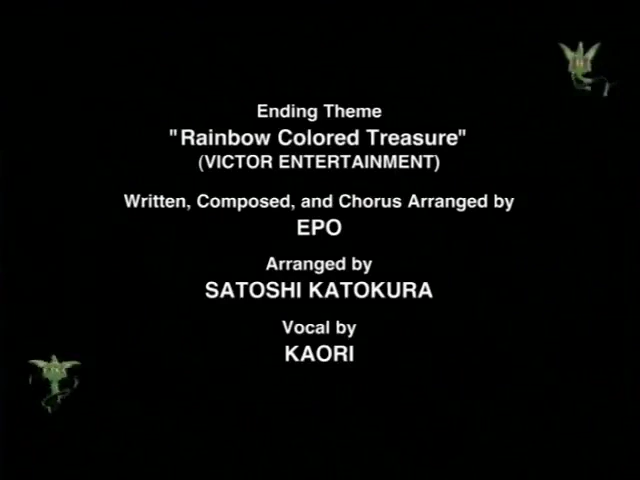 Ending Theme
"Rainbow Colored Treasure"
(VICTOR ENTERTAINMENT)
Written, Composed, and Chorus Arranged by
EPO
Arranged by
SATOSHI KATOKURA
Vocal by
KAORI